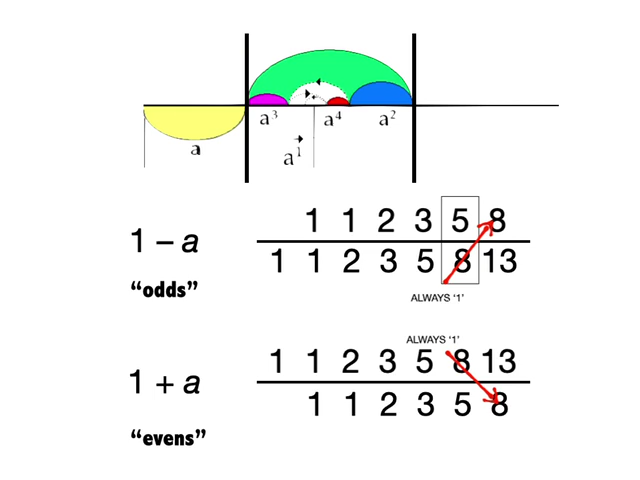 a³ a⁴ a²
a
a¹
1 1 2 3 5 8
1 – a
1 1 2 3 5 8 13
"odds"
ALWAYS '1'
ALWAYS '1'
1 1 2 3 5 8 13
1 + a
1 1 2 3 5 8
"evens"